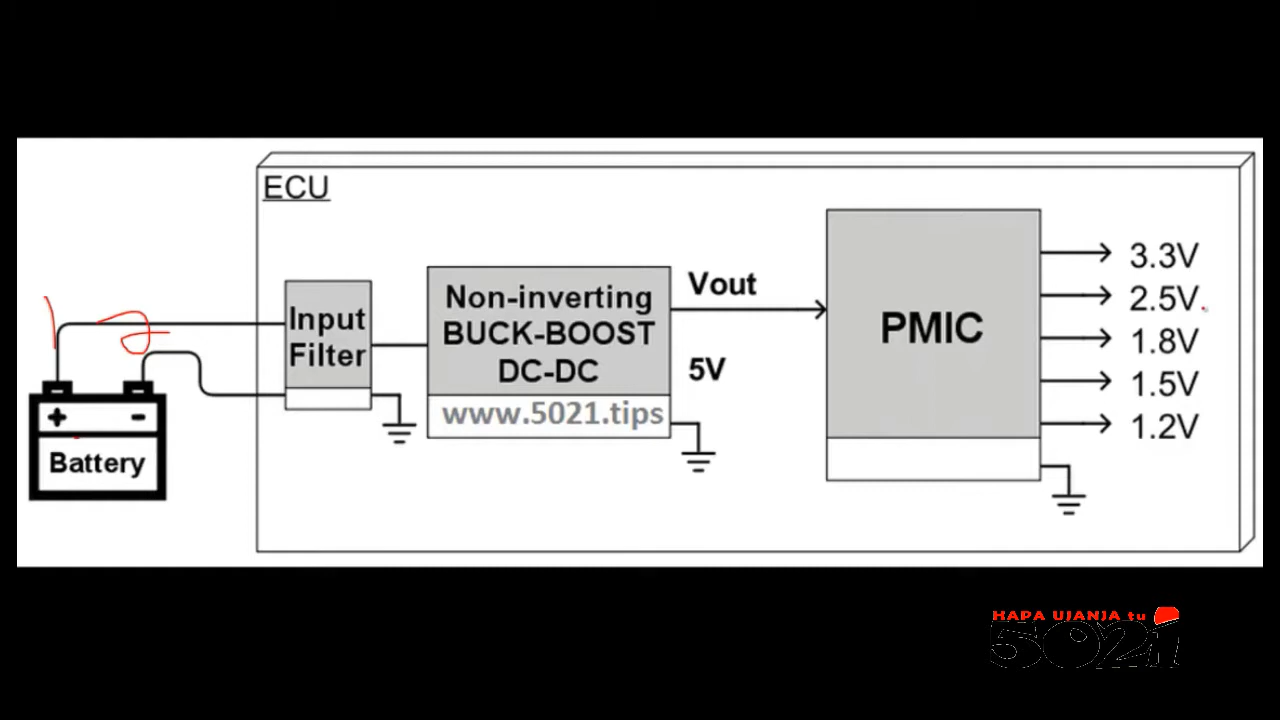 ECU
Input
Filter
Non-inverting
BUCK-BOOST
DC-DC
www.5021.tips
Vout
5V
PMIC
3.3V
2.5V
1.8V
1.5V
1.2V
+ -
Battery
HAPA UJANJA tu
5021